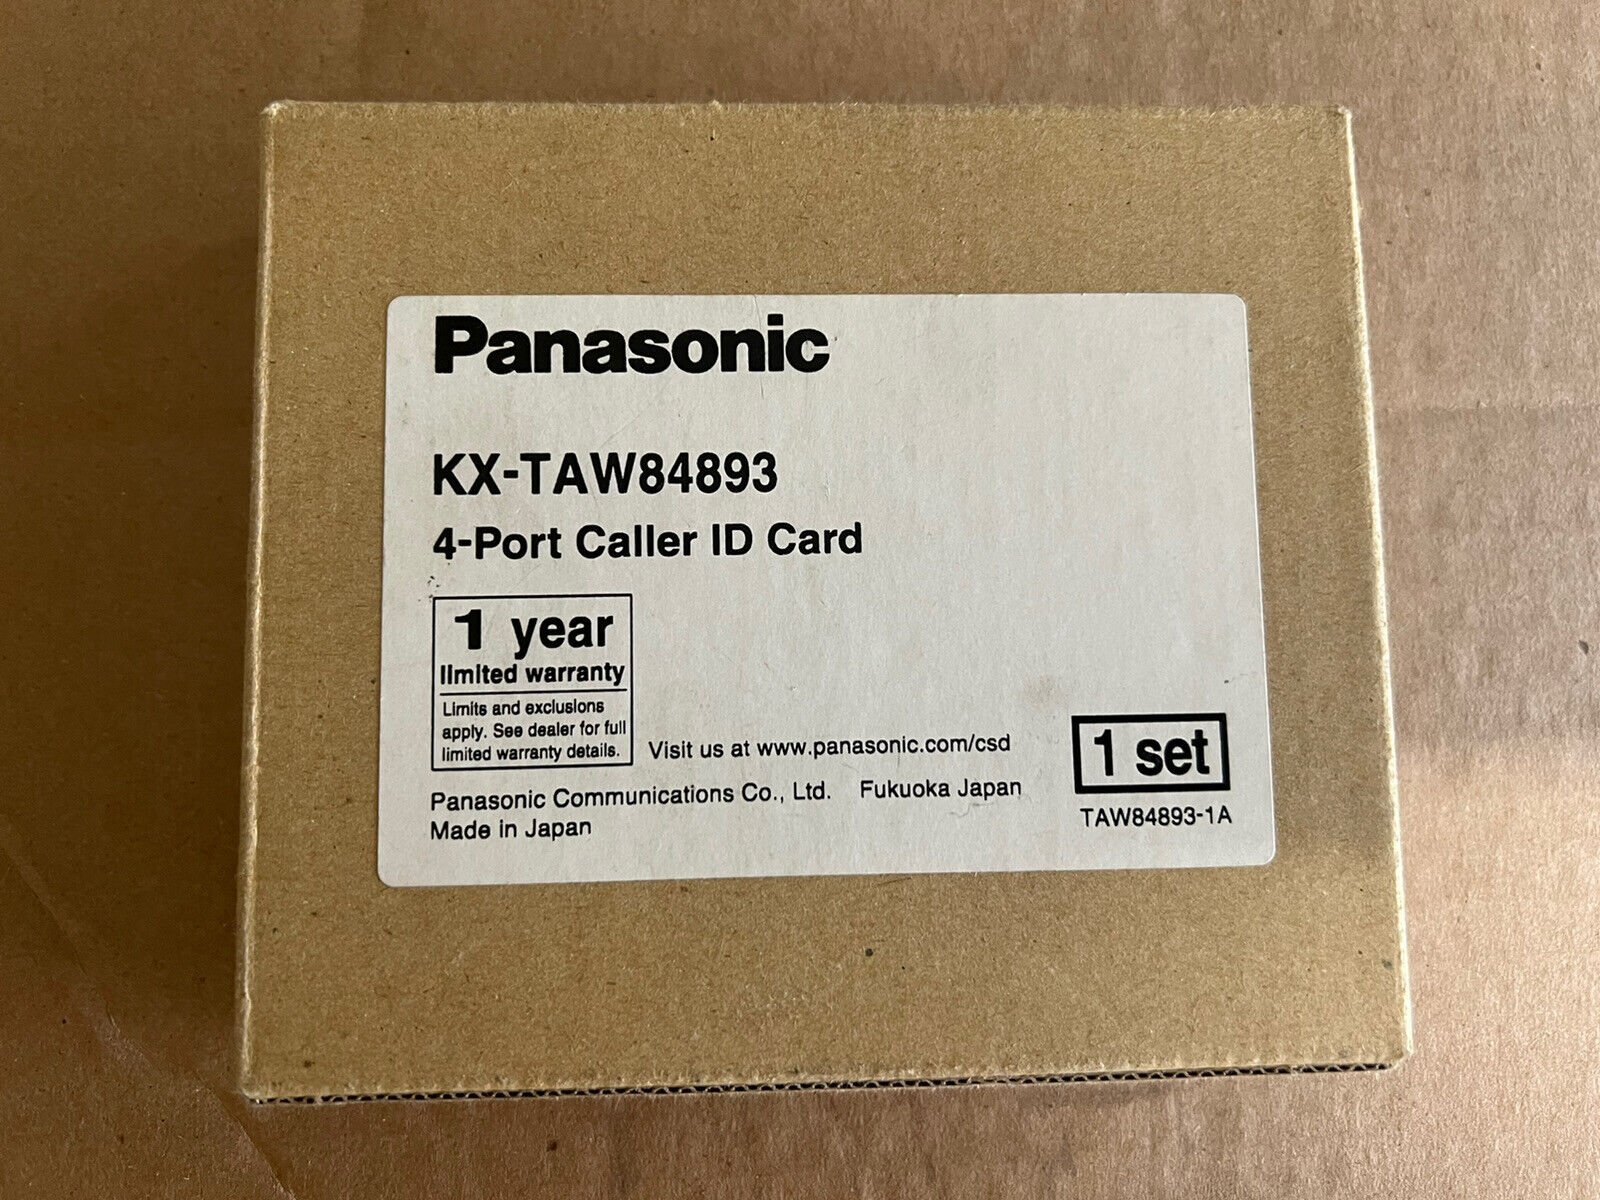 Panasonic
KX-TAW84893
4-Port Caller ID Card
1 year
limited warranty
Limits and exclusions
apply. See dealer for full
limited warranty details.
Visit us at www.panasonic.com/csd
1 set
Panasonic Communications Co., Ltd. Fukuoka Japan
TAW84893-1A
Made in Japan